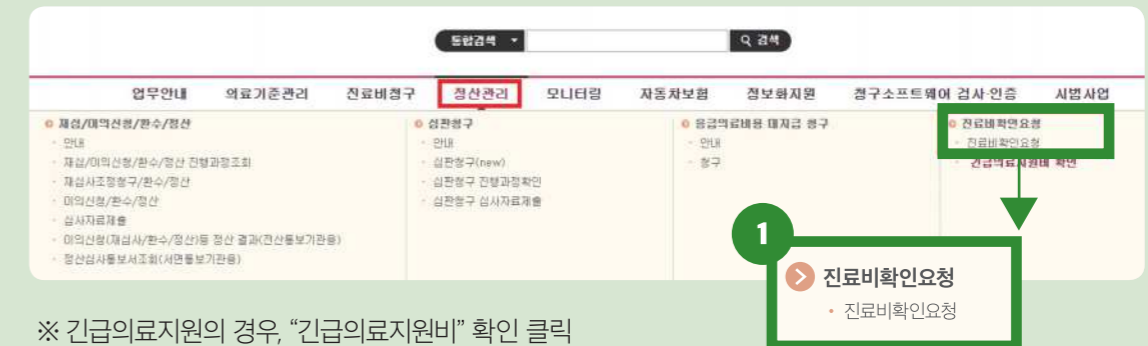 통합검색
검색
업무안내 의료기준관리 진료비청구 정산관리 모니터링 자동차보험 정보화지원 청구소프트웨어 검사·인증 시범사업
재심/이의신청/환수/정산
· 안내
· 재심/이의신청/환수/정산 진행과정조회
· 재심사조정청구/환수/정산
· 이의신청/환수/정산
· 심사자료제출
· 이의신청(재심사/환수/정산)등 정산 결과(전산통보기관용)
· 정산심사통보서조회(서면통보기관용)
심판청구
· 안내
· 심판청구(new)
· 심판청구 진행과정확인
· 심판청구 심사자료제출
응급의료비용 대지급 청구
· 안내
· 청구
진료비확인요청
· 진료비확인요청
· 긴급의료지원비 확인
1
진료비확인요청
• 진료비확인요청
※ 긴급의료지원의 경우, “긴급의료지원비” 확인 클릭